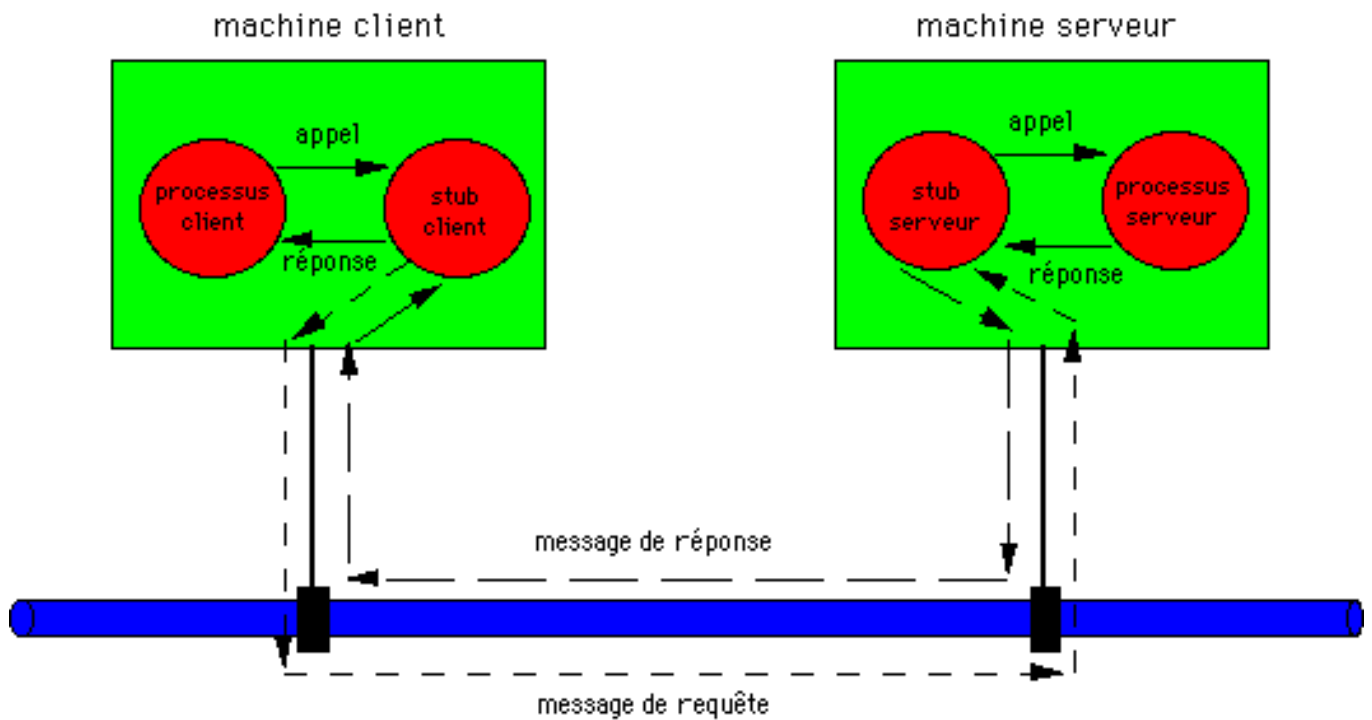 machine client
machine serveur
appel
processus
client
stub
client
réponse
appel
stub
serveur
processus
serveur
réponse
message de réponse
message de requête